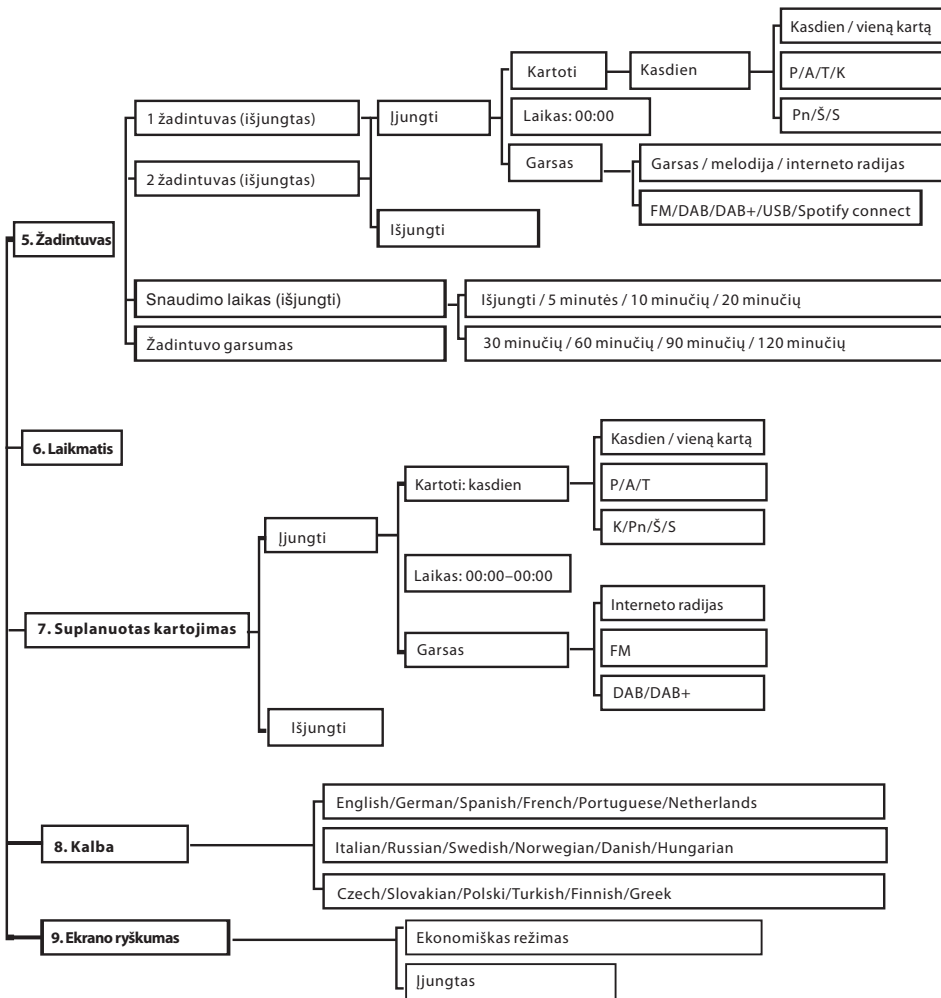 5. Žadintuvas
1 žadintuvas (išjungtas)
2 žadintuvas (išjungtas)
Įjungti
Kartoti
Kasdien
Kasdien / vieną kartą
P/A/T/K
Pn/Š/S
Laikas: 00:00
Garsas
Garsas / melodija / interneto radijas
FM/DAB/DAB+/USB/Spotify connect
Išjungti
Snaudimo laikas (išjungti)
Išjungti / 5 minutės / 10 minučių / 20 minučių
30 minučių / 60 minučių / 90 minučių / 120 minučių
Žadintuvo garsumas
6. Laikmatis
7. Suplanuotas kartojimas
Įjungti
Kartoti: kasdien
Kasdien / vieną kartą
P/A/T
K/Pn/Š/S
Laikas: 00:00–00:00
Garsas
Interneto radijas
FM
DAB/DAB+
Išjungti
8. Kalba
English/German/Spanish/French/Portuguese/Netherlands
Italian/Russian/Swedish/Norwegian/Danish/Hungarian
Czech/Slovakian/Polski/Turkish/Finnish/Greek
9. Ekrano ryškumas
Ekonomiškas režimas
Įjungtas